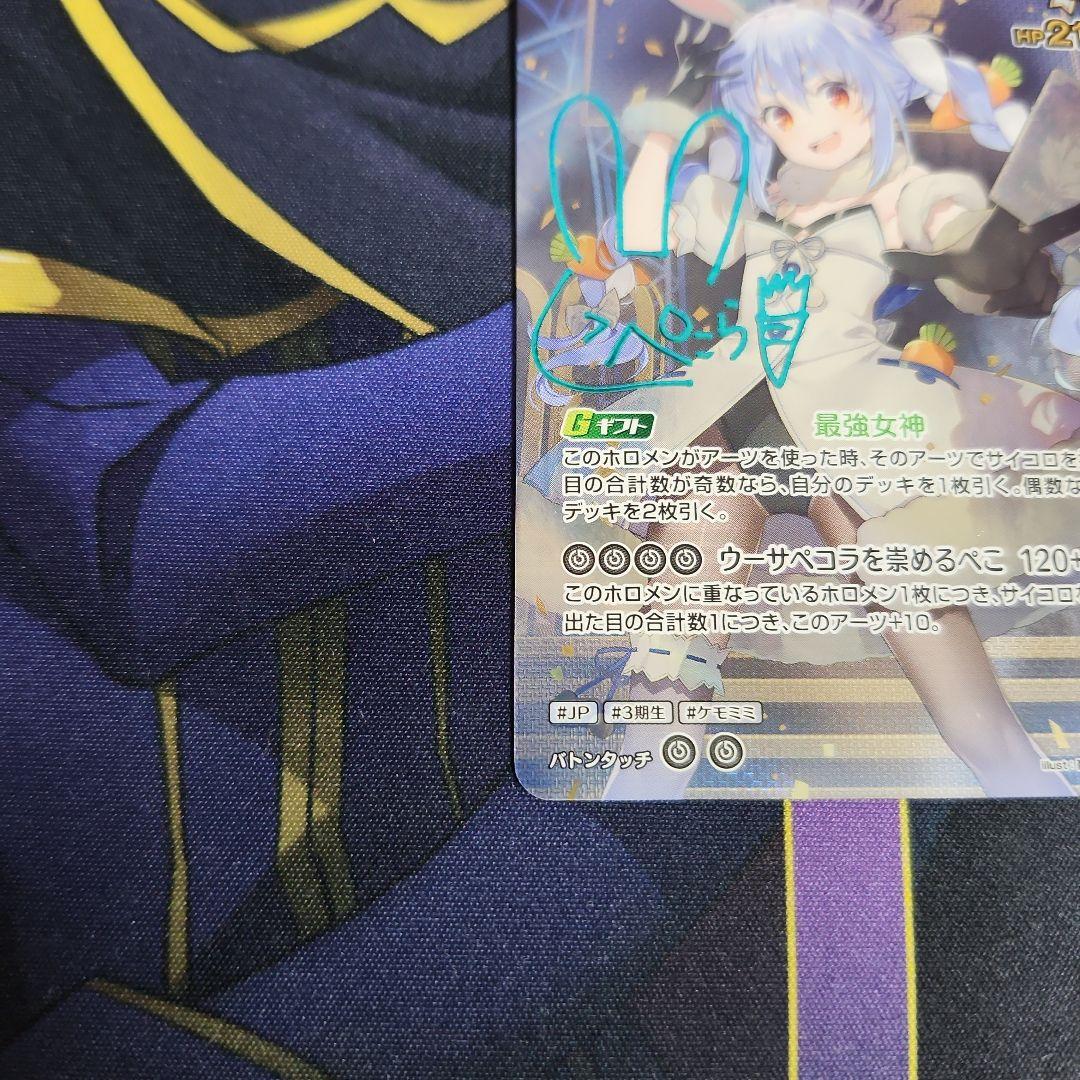 HP 21
ぺこら
Gギフト 最強女神
このホロメンがアーツを使った時、そのアーツでサイコロを
目の合計数が奇数なら、自分のデッキを1枚引く。偶数な
デッキを2枚引く。
ウーサペコラを崇めるぺこ 120+
このホロメンに重なっているホロメン1枚につき、サイコロを
出た目の合計数1につき、このアーツ+10。
#JP #3期生 #ケモミミ
バトンタッチ
illust